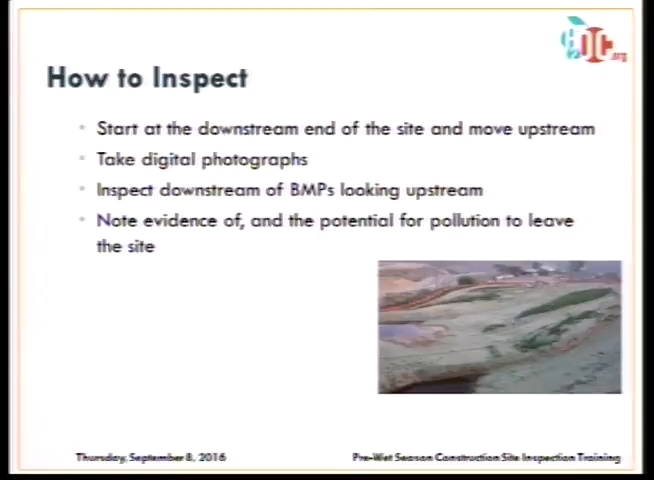 H2OC.org
How to Inspect
Start at the downstream end of the site and move upstream
Take digital photographs
Inspect downstream of BMPs looking upstream
Note evidence of, and the potential for pollution to leave
the site
Thursday, September 8, 2016
Pre-Wet Season Construction Site Inspection Training